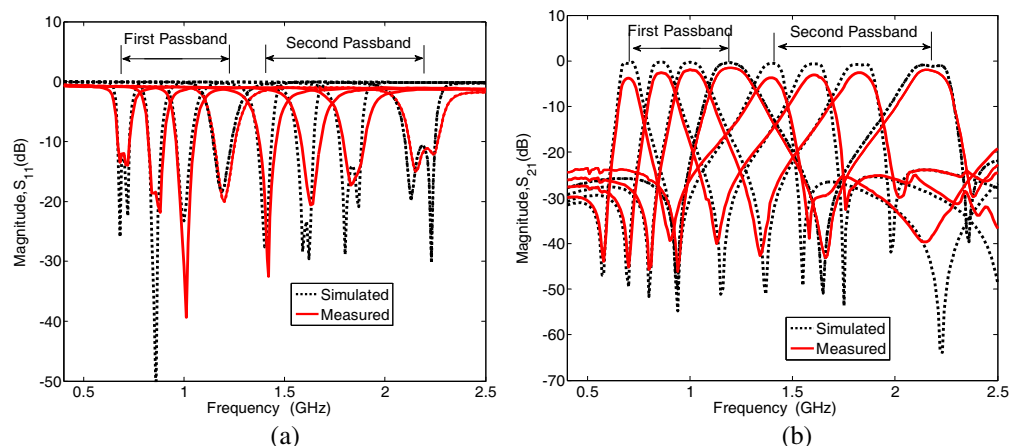 (a)
First Passband
Second Passband
10
0
-10
-20
-30
-40
-50
Magnitude, S11 (dB)
Simulated
Measured
0.5
1
1.5
2
2.5
Frequency (GHz)
(a)
(b)
First Passband
Second Passband
10
0
-10
-20
-30
-40
-50
-60
-70
Magnitude, S21 (dB)
Simulated
Measured
0.5
1
1.5
2
2.5
Frequency (GHz)
(b)